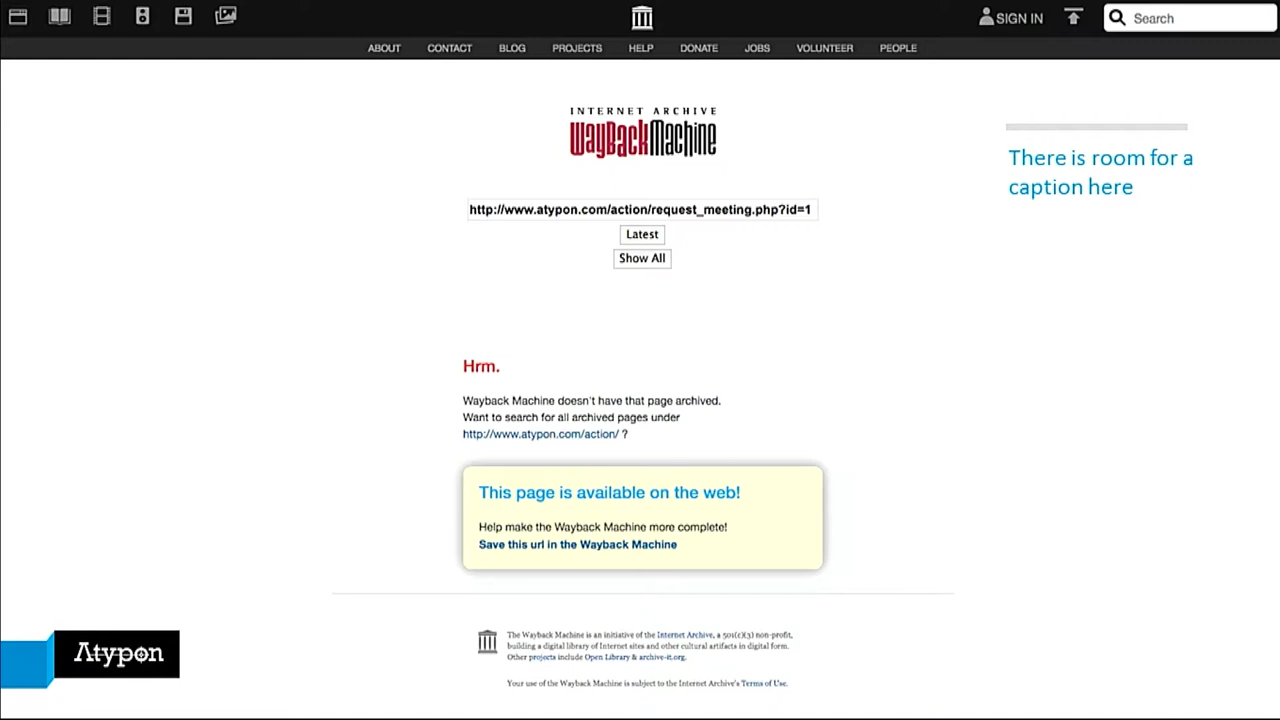 SIGN IN
Search
ABOUT CONTACT BLOG PROJECTS HELP DONATE JOBS VOLUNTEER PEOPLE
INTERNET ARCHIVE
WayBackMachine
There is room for a
caption here
http://www.atypon.com/action/request_meeting.php?id=1
Latest
Show All
Hrm.
Wayback Machine doesn't have that page archived.
Want to search for all archived pages under
http://www.atypon.com/action/ ?
This page is available on the web!
Help make the Wayback Machine more complete!
Save this url in the Wayback Machine
The Wayback Machine is an initiative of the Internet Archive, a 501(c)(3) non-profit,
building a digital library of Internet sites and other cultural artifacts in digital form.
Other projects include Open Library & archive-it.org.
Your use of the Wayback Machine is subject to the Internet Archive's Terms of Use.
Atypon